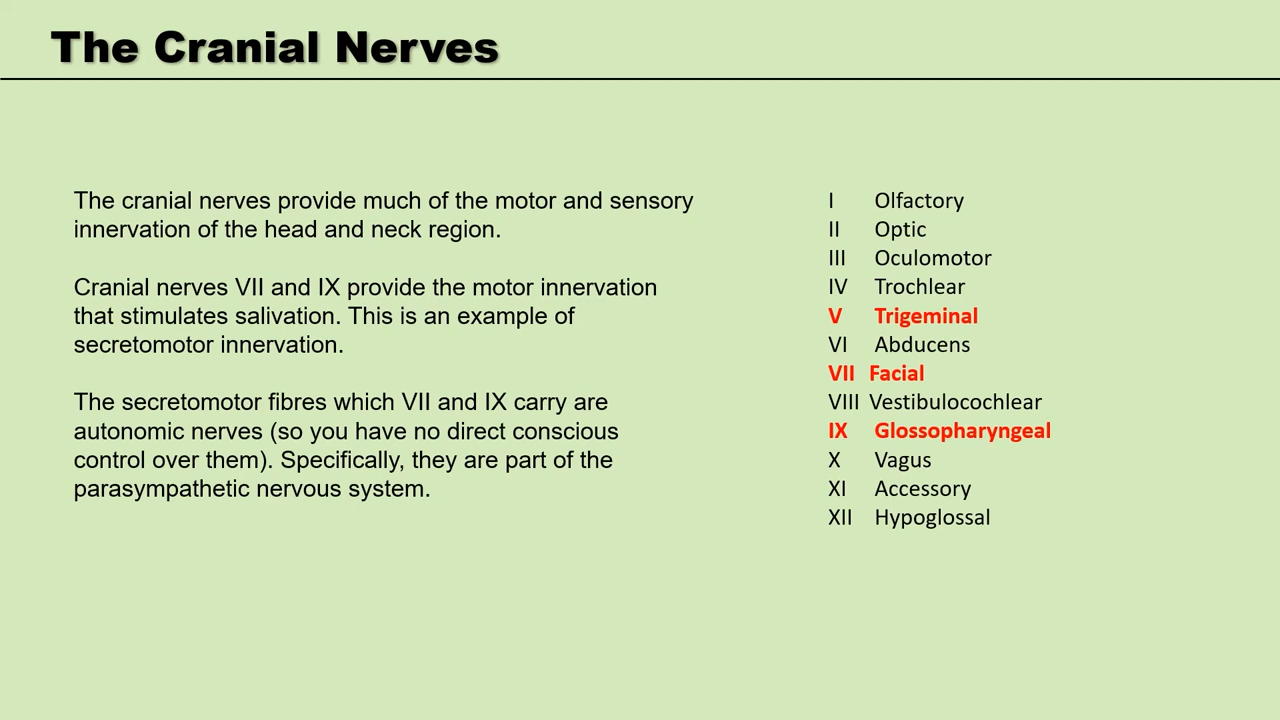 The Cranial Nerves
The cranial nerves provide much of the motor and sensory
innervation of the head and neck region.
Cranial nerves VII and IX provide the motor innervation
that stimulates salivation. This is an example of
secretomotor innervation.
The secretomotor fibres which VII and IX carry are
autonomic nerves (so you have no direct conscious
control over them). Specifically, they are part of the
parasympathetic nervous system.
I Olfactory
II Optic
III Oculomotor
IV Trochlear
V Trigeminal
VI Abducens
VII Facial
VIII Vestibulocochlear
IX Glossopharyngeal
X Vagus
XI Accessory
XII Hypoglossal